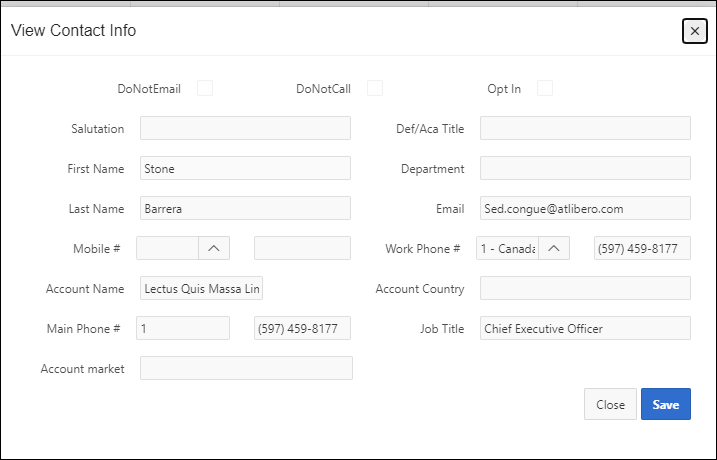 View Contact Info
DoNotEmail DoNotCall Opt In
Salutation Def/Aca Title
First Name Stone Department
Last Name Barrera Email Sed.congue@atlibero.com
Mobile # Work Phone # 1 - Canada (597) 459-8177
Account Name Lectus Quis Massa Lin Account Country
Main Phone # 1 (597) 459-8177 Job Title Chief Executive Officer
Account market
Close Save